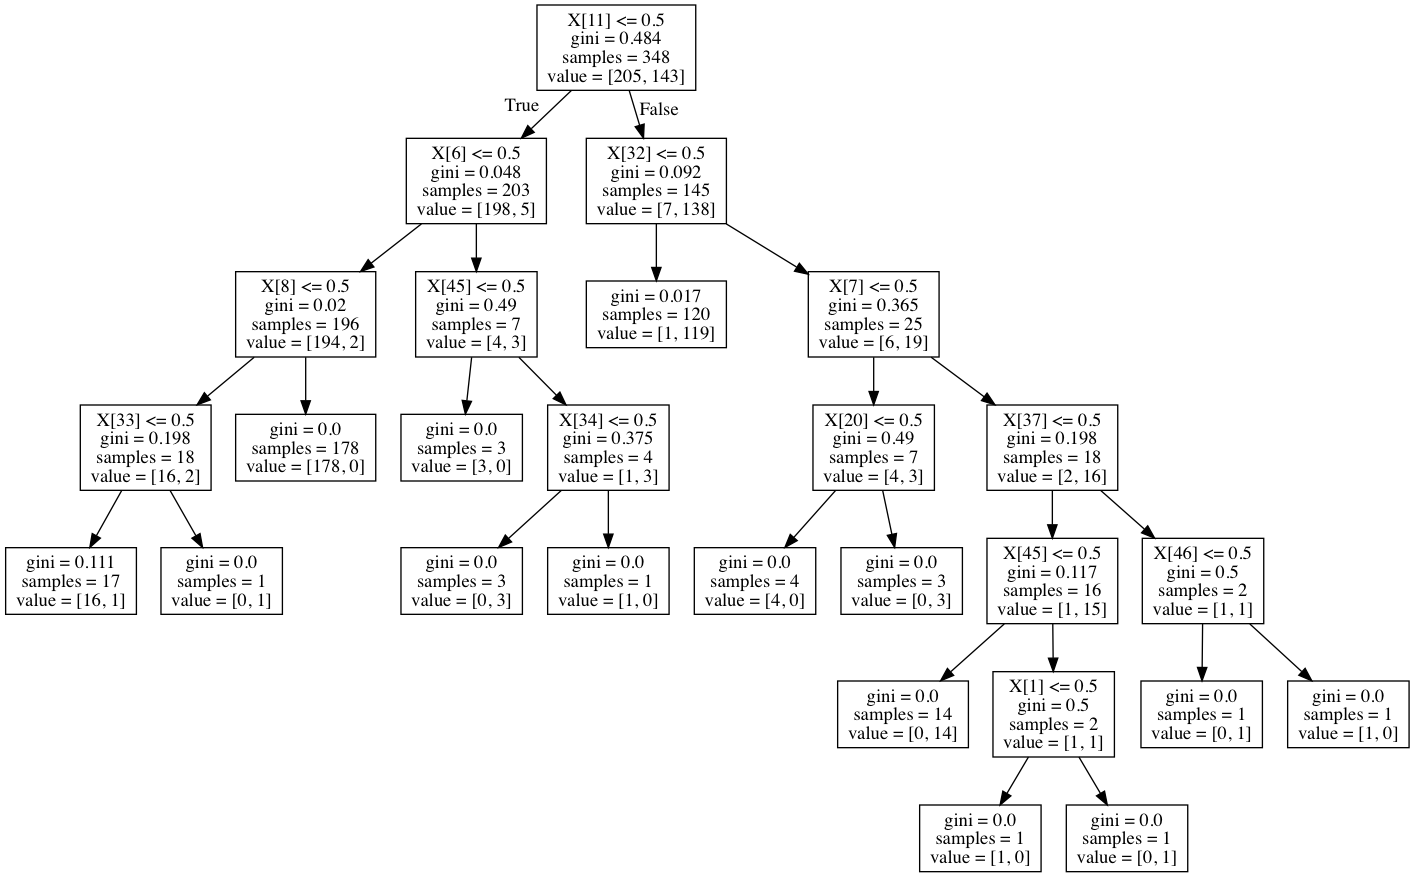 X[11] <= 0.5
gini = 0.484
samples = 348
value = [205, 143]
True
False
X[6] <= 0.5
gini = 0.048
samples = 203
value = [198, 5]
X[32] <= 0.5
gini = 0.092
samples = 145
value = [7, 138]
X[8] <= 0.5
gini = 0.02
samples = 196
value = [194, 2]
X[45] <= 0.5
gini = 0.49
samples = 7
value = [4, 3]
gini = 0.017
samples = 120
value = [1, 119]
X[7] <= 0.5
gini = 0.365
samples = 25
value = [6, 19]
X[33] <= 0.5
gini = 0.198
samples = 18
value = [16, 2]
gini = 0.0
samples = 178
value = [178, 0]
gini = 0.0
samples = 3
value = [3, 0]
X[34] <= 0.5
gini = 0.375
samples = 4
value = [1, 3]
X[20] <= 0.5
gini = 0.49
samples = 7
value = [4, 3]
X[37] <= 0.5
gini = 0.198
samples = 18
value = [2, 16]
gini = 0.111
samples = 17
value = [16, 1]
gini = 0.0
samples = 1
value = [0, 1]
gini = 0.0
samples = 3
value = [0, 3]
gini = 0.0
samples = 1
value = [1, 0]
gini = 0.0
samples = 4
value = [4, 0]
gini = 0.0
samples = 3
value = [0, 3]
X[45] <= 0.5
gini = 0.117
samples = 16
value = [1, 15]
X[46] <= 0.5
gini = 0.5
samples = 2
value = [1, 1]
gini = 0.0
samples = 14
value = [0, 14]
X[1] <= 0.5
gini = 0.5
samples = 2
value = [1, 1]
gini = 0.0
samples = 1
value = [0, 1]
gini = 0.0
samples = 1
value = [1, 0]
gini = 0.0
samples = 1
value = [1, 0]
gini = 0.0
samples = 1
value = [0, 1]